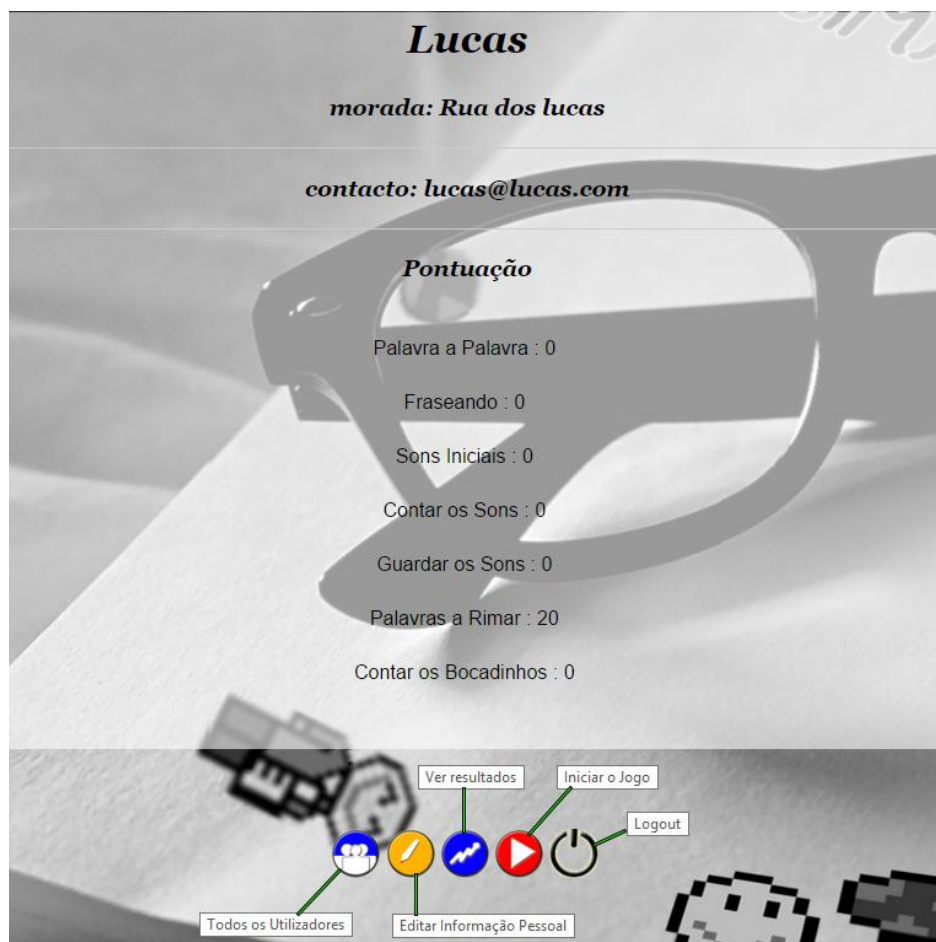 Lucas
morada: Rua dos lucas
contacto: lucas@lucas.com
Pontuação
Palavra a Palavra : 0
Fraseando : 0
Sons Iniciais : 0
Contar os Sons : 0
Guardar os Sons : 0
Palavras a Rimar : 20
Contar os Bocadinhos : 0
Ver resultados
Iniciar o Jogo
Logout
Todos os Utilizadores
Editar Informação Pessoal